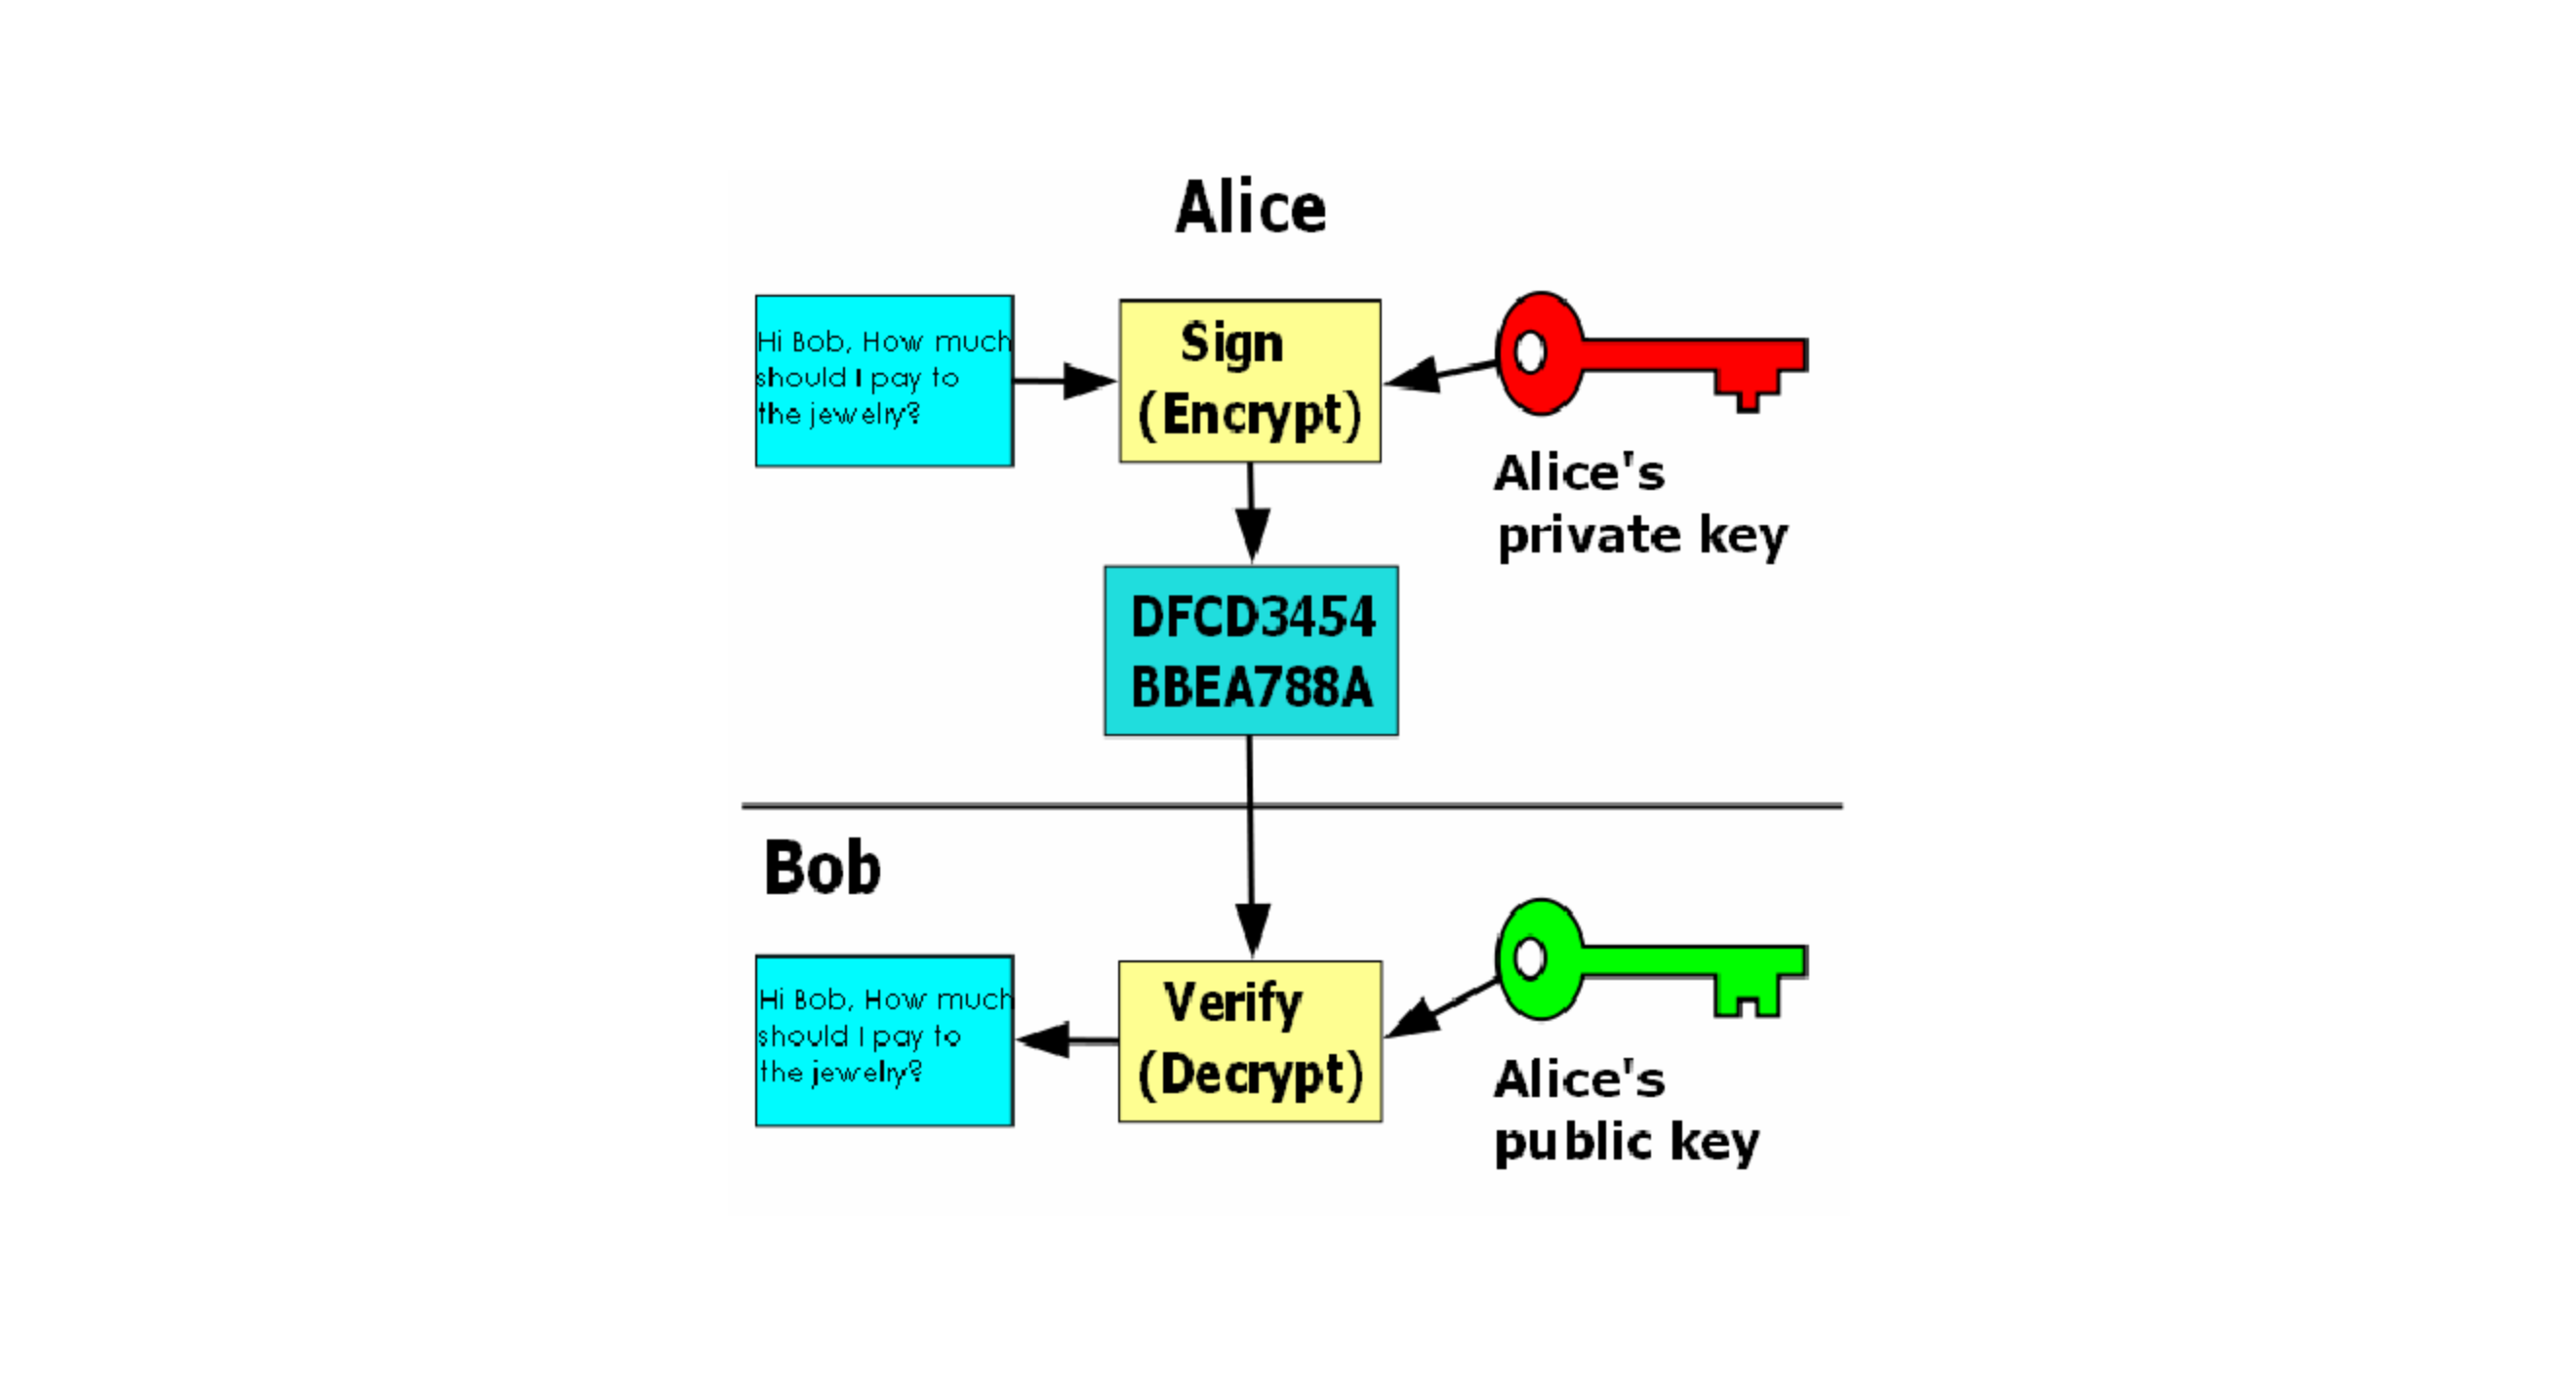 Alice
Hi Bob, How much
should I pay to
the jewelry?
Sign
(Encrypt)
Alice's
private key
DFCD3454
BBEA788A
Bob
Hi Bob, How much
should I pay to
the jewelry?
Verify
(Decrypt)
Alice's
public key